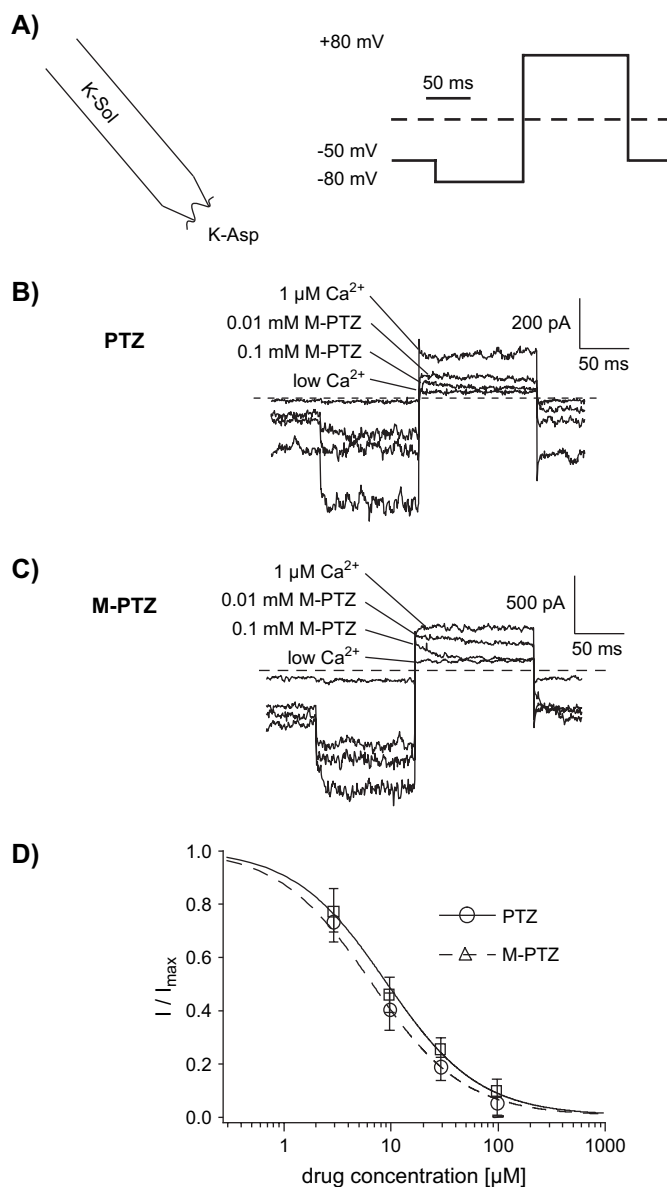 A)
K-Sol
K-Asp
+80 mV
50 ms
-50 mV
-80 mV
B)
PTZ
1 µM Ca²⁺
0.01 mM M-PTZ
0.1 mM M-PTZ
low Ca²⁺
200 pA
50 ms
C)
M-PTZ
1 µM Ca²⁺
0.01 mM M-PTZ
0.1 mM M-PTZ
low Ca²⁺
500 pA
50 ms
D)
I / Imax
1.0
0.8
0.6
0.4
0.2
0.0
PTZ
M-PTZ
1 10 100 1000
drug concentration [µM]